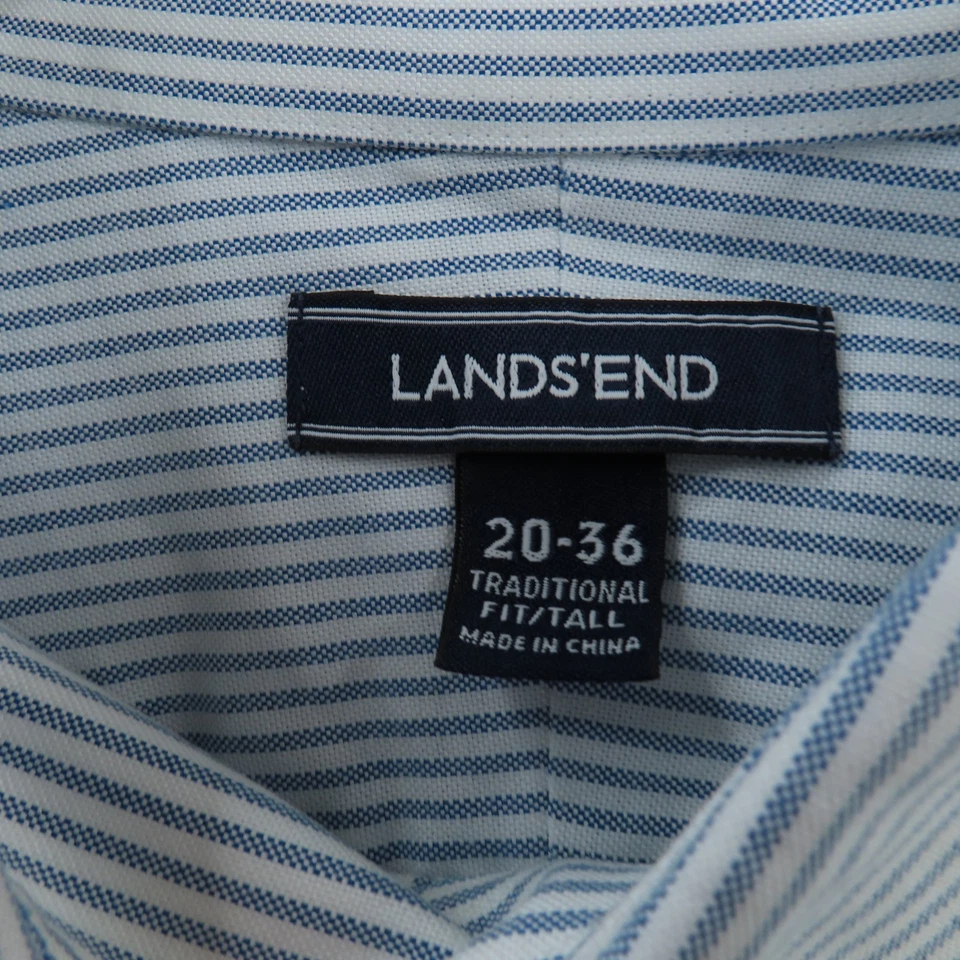 LANDS'END
20-36
TRADITIONAL
FIT/TALL
MADE IN CHINA